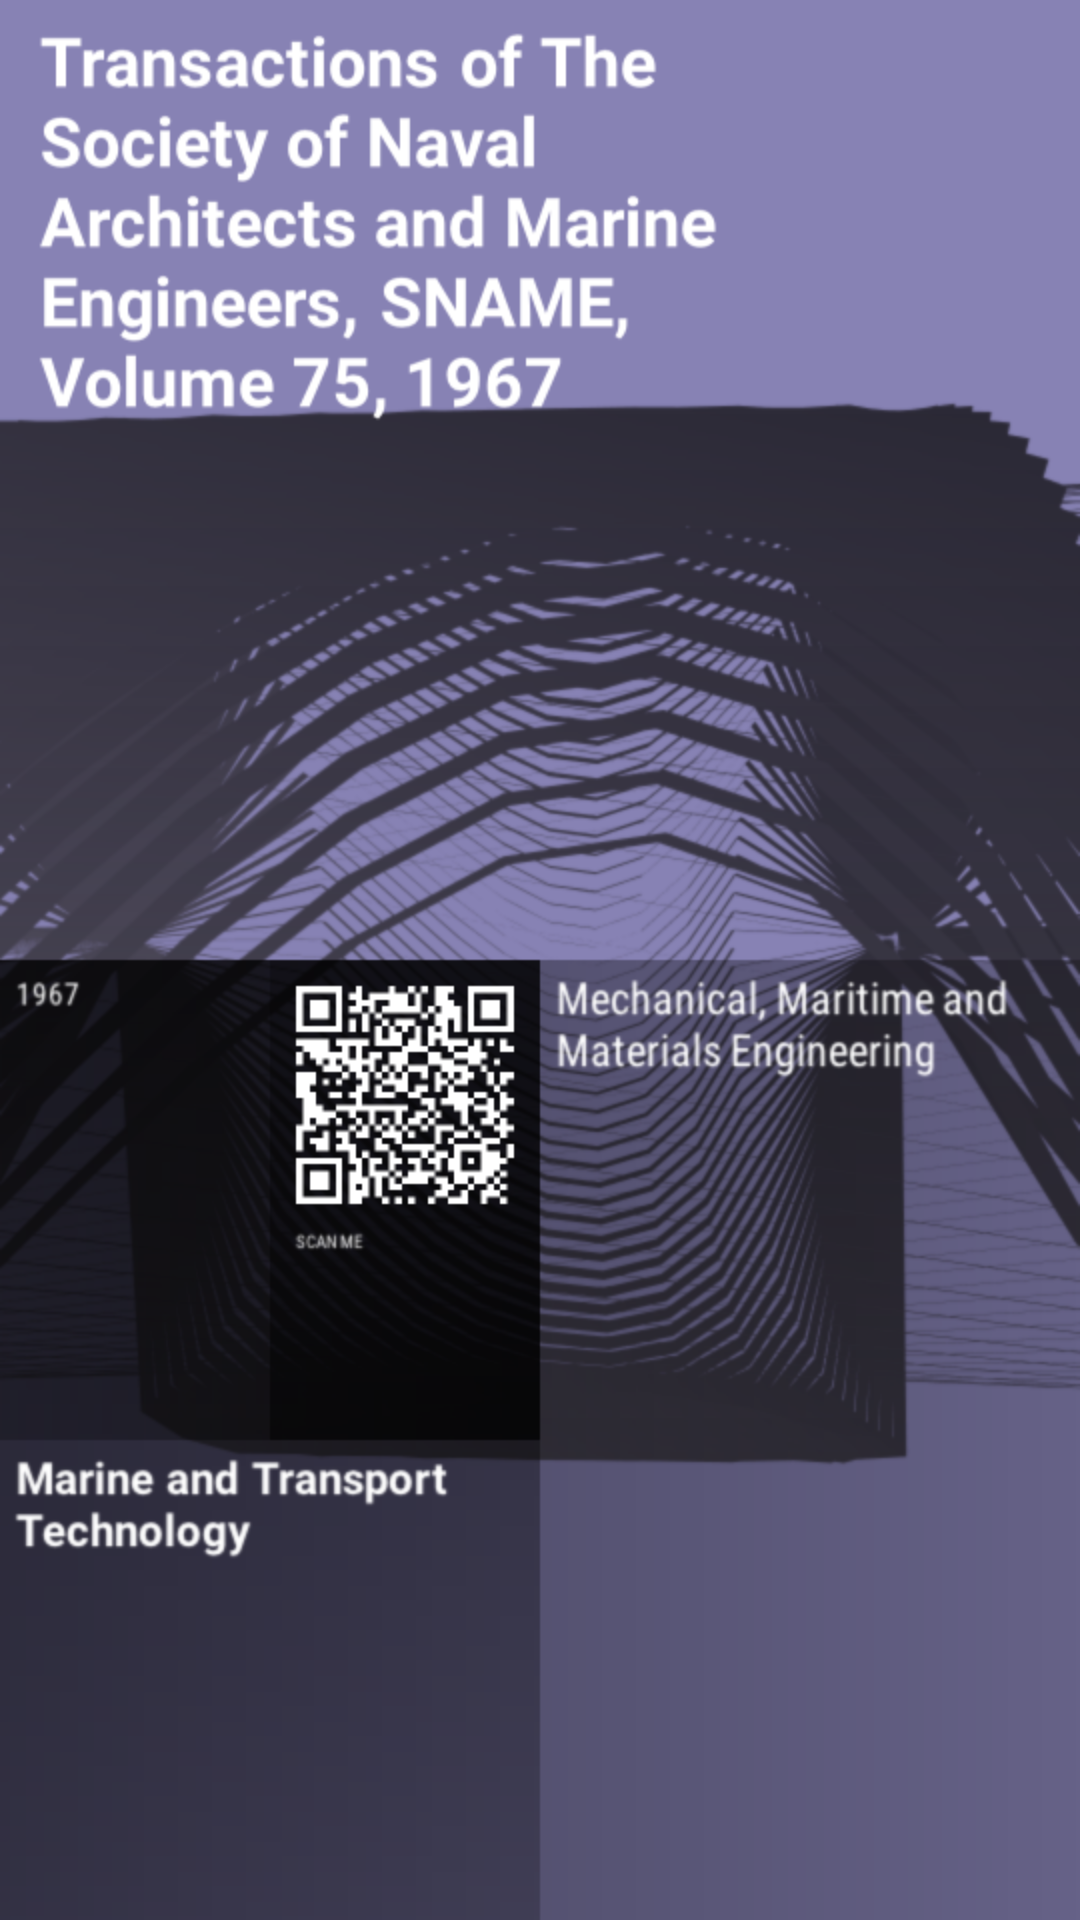 Transactions of The
Society of Naval
Architects and Marine
Engineers, SNAME,
Volume 75, 1967
1967
SCAN ME
Mechanical, Maritime and
Materials Engineering
Marine and Transport
Technology